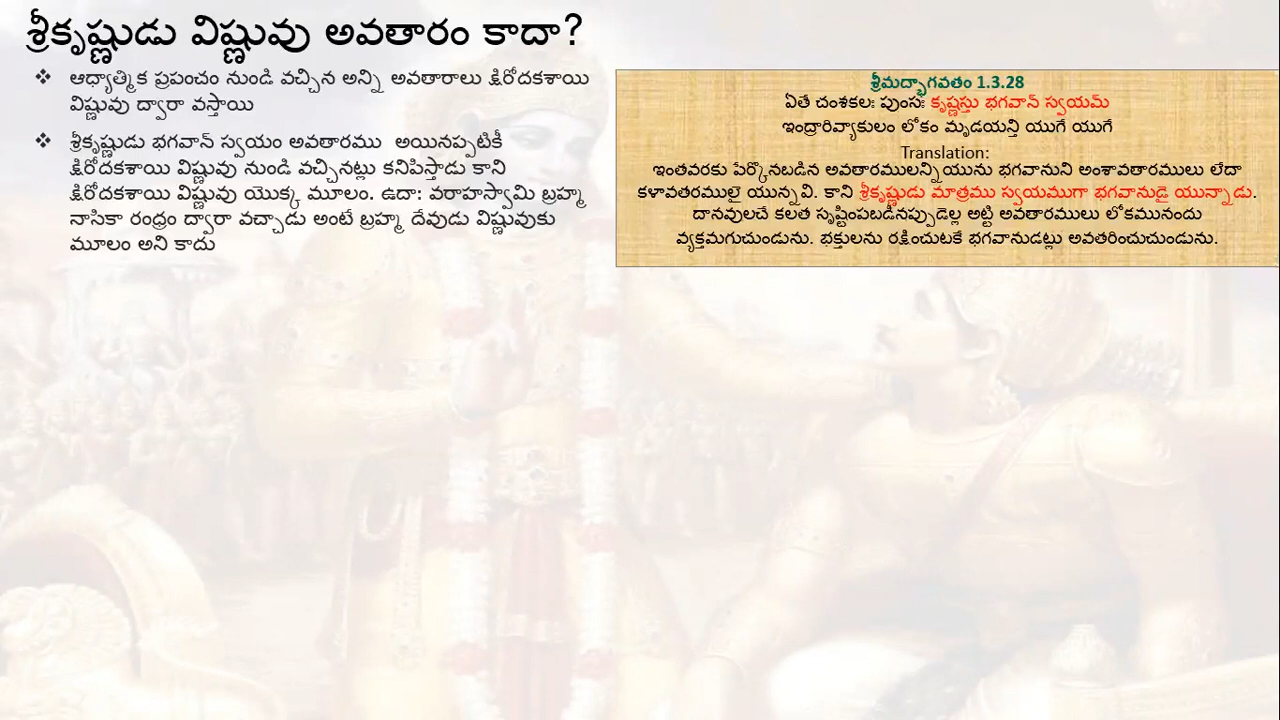 శ్రీకృష్ణుడు విష్ణువు అవతారం కాదా?
❖ ఆధ్యాత్మిక ప్రపంచం నుండి వచ్చిన అన్ని అవతారాలు క్షీరోదకశాయి
విష్ణువు ద్వారా వస్తాయి
❖ శ్రీకృష్ణుడు భగవాన్ స్వయం అవతారము అయినప్పటికీ
క్షీరోదకశాయి విష్ణువు నుండి వచ్చినట్లు కనిపిస్తాడు కాని
క్షీరోదకశాయి విష్ణువు యొక్క మూలం. ఉదా: వరాహస్వామి బ్రహ్మ
నాసికా రంధ్రం ద్వారా వచ్చాడు అంటే బ్రహ్మ దేవుడు విష్ణువుకు
మూలం అని కాదు
శ్రీమద్భాగవతం 1.3.28
ఏతే చంశకలః పుంసః కృష్ణస్తు భగవాన్ స్వయమ్
ఇంద్రారివ్యాకులం లోకం మృడయన్తి యుగే యుగే
Translation:
ఇంతవరకు పేర్కొనబడిన అవతారములన్నియును భగవానుని అంశావతారములు లేదా
కళావతరములై యున్నవి. కాని శ్రీకృష్ణుడు మాత్రము స్వయముగా భగవానుడై యున్నాడు.
దానవులచే కలత సృష్టింపబడినప్పుడెల్ల అట్టి అవతారములు లోకమునందు
వ్యక్తమగుచుండును. భక్తులను రక్షించుటకే భగవానుడట్లు అవతరించుచుండును.